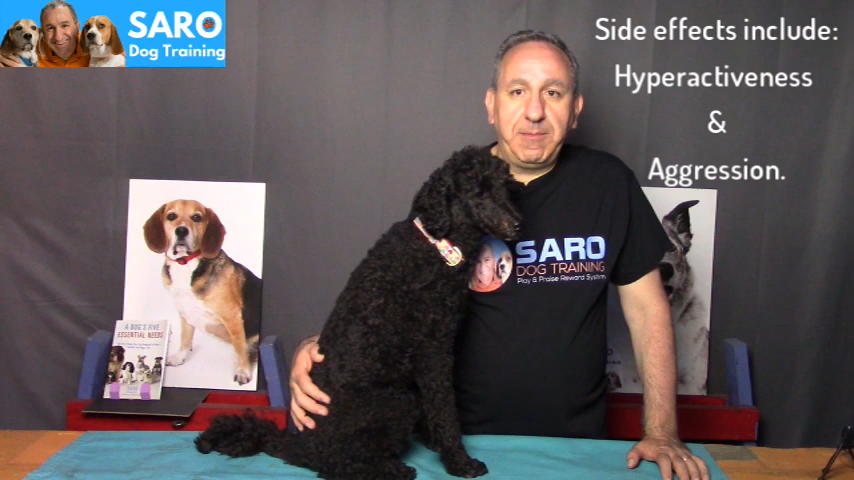 SARO
Dog Training
Side effects include:
Hyperactiveness
&
Aggression.
SARO
DOG TRAINING
Play & Praise Reward System
A DOG'S FIVE
ESSENTIAL NEEDS
SARO